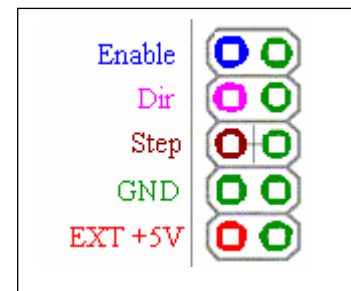 Enable
Dir
Step
GND
EXT +5V